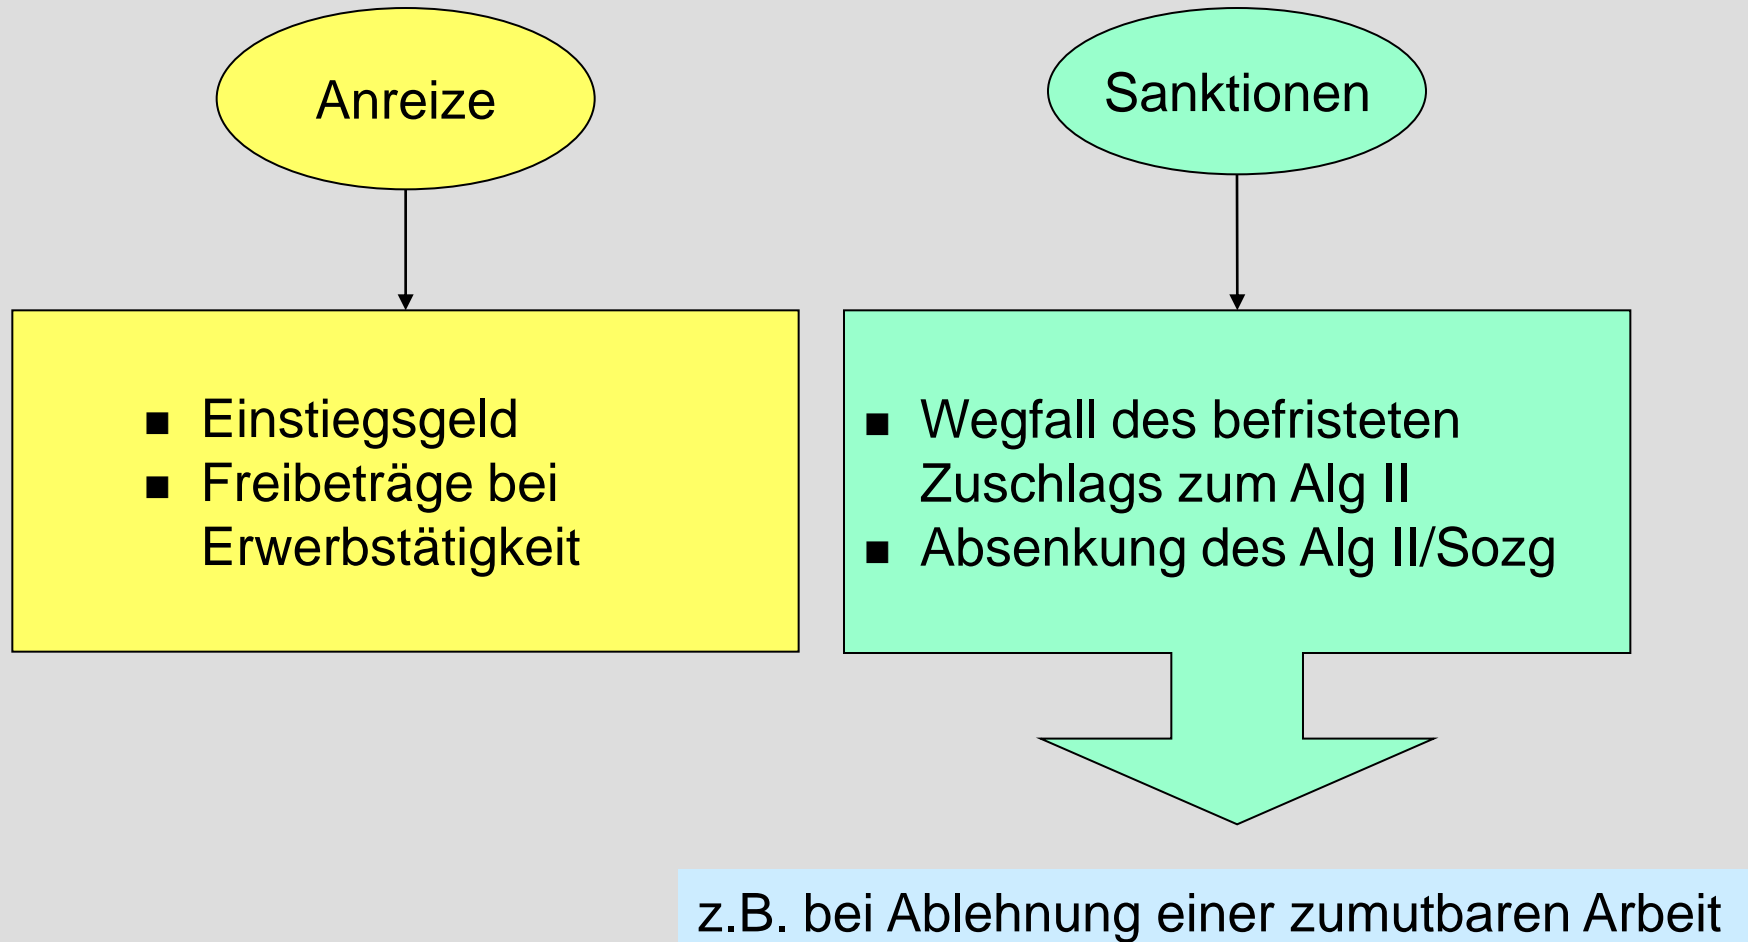 Anreize
■ Einstiegsgeld
■ Freibeträge bei
Erwerbstätigkeit
Sanktionen
■ Wegfall des befristeten
Zuschlags zum Alg II
■ Absenkung des Alg II/Sozg
z.B. bei Ablehnung einer zumutbaren Arbeit